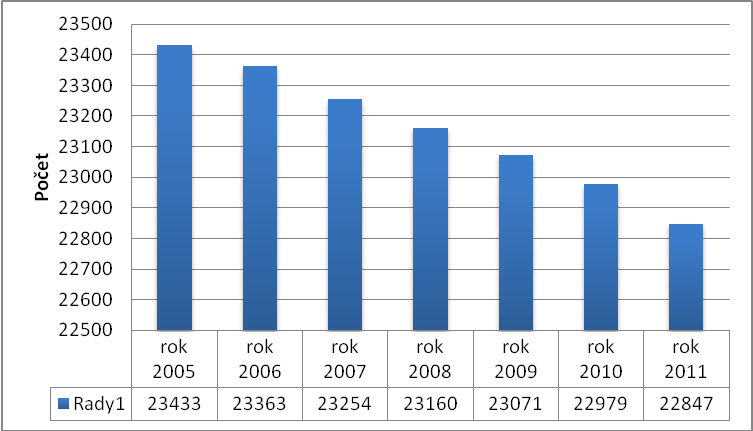 Počet
23500
23400
23300
23200
23100
23000
22900
22800
22700
22600
22500
rok 2005
rok 2006
rok 2007
rok 2008
rok 2009
rok 2010
rok 2011
Rady1 23433 23363 23254 23160 23071 22979 22847